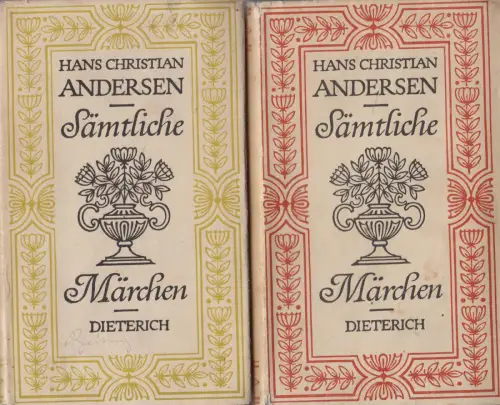 HANS CHRISTIAN
ANDERSEN
Sämtliche
Märchen
DIETERICH
HANS CHRISTIAN
ANDERSEN
Sämtliche
Märchen
DIETERICH